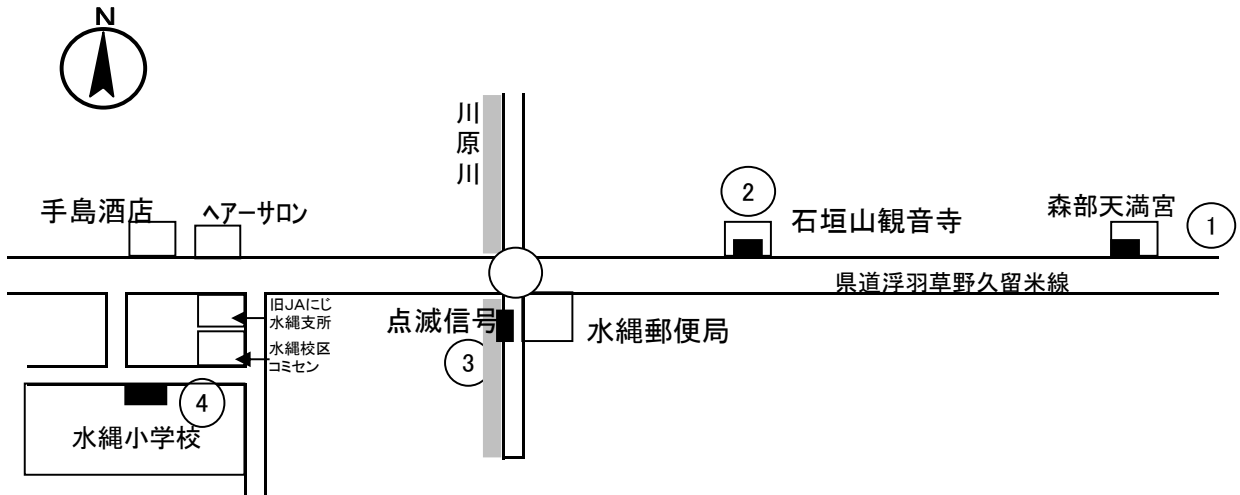 N
川原川
2
手島酒店
ヘアーサロン
石垣山観音寺
森部天満宮
1
県道浮羽草野久留米線
旧JAにじ
水縄支所
点滅信号
水縄郵便局
水縄校区
コミセン
3
4
水縄小学校